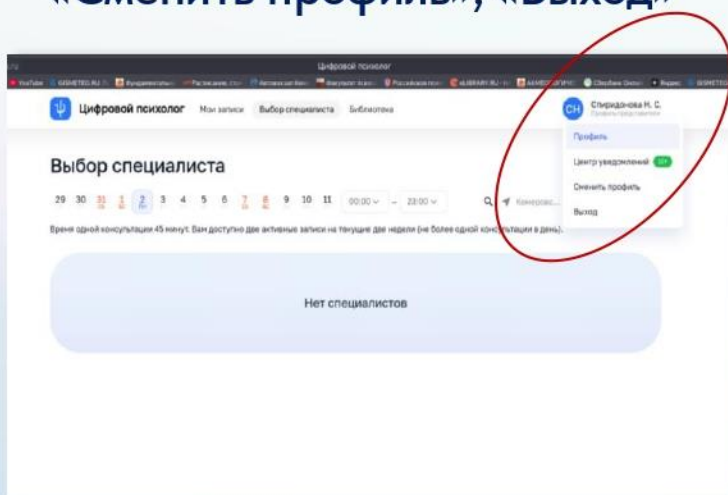 «Сменить профиль», «Выход»
Цифровой психолог
YouTube
Цифровой психолог Мои записи Выбор специалиста Библиотека
СН Спиридонова Н. С.
Профиль
Центр уведомлений
Сменить профиль
Выход
Выбор специалиста
29 30 31 1 2 3 4 5 6 7 8 9 10 11 00:00 – 23:00
Время одной консультации 45 минут. Вам доступно две активные записи на текущие две недели (не более одной консультации в день).
Нет специалистов